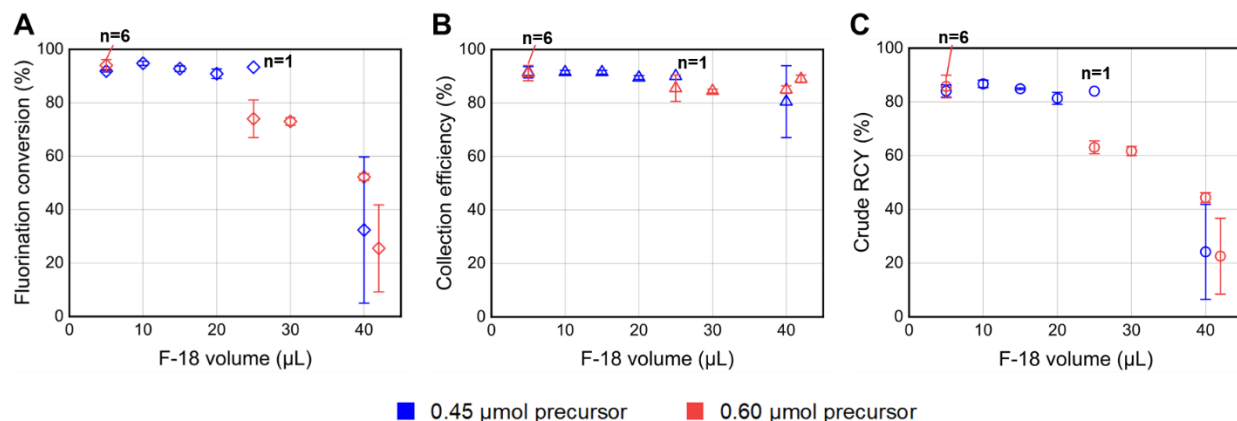 A
n=6
n=1
Fluorination conversion (%)
100
80
60
40
20
0
0 10 20 30 40
F-18 volume (µL)
B
n=6
n=1
Collection efficiency (%)
100
80
60
40
20
0
0 10 20 30 40
F-18 volume (µL)
C
n=6
n=1
Crude RCY (%)
100
80
60
40
20
0
0 10 20 30 40
F-18 volume (µL)
0.45 µmol precursor
0.60 µmol precursor